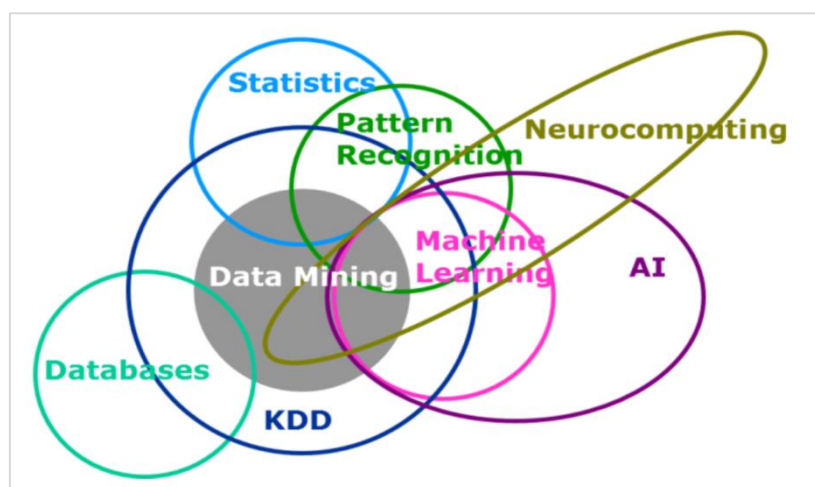 Statistics
Pattern
Recognition
Neurocomputing
Machine
Learning
AI
Data Mining
Databases
KDD